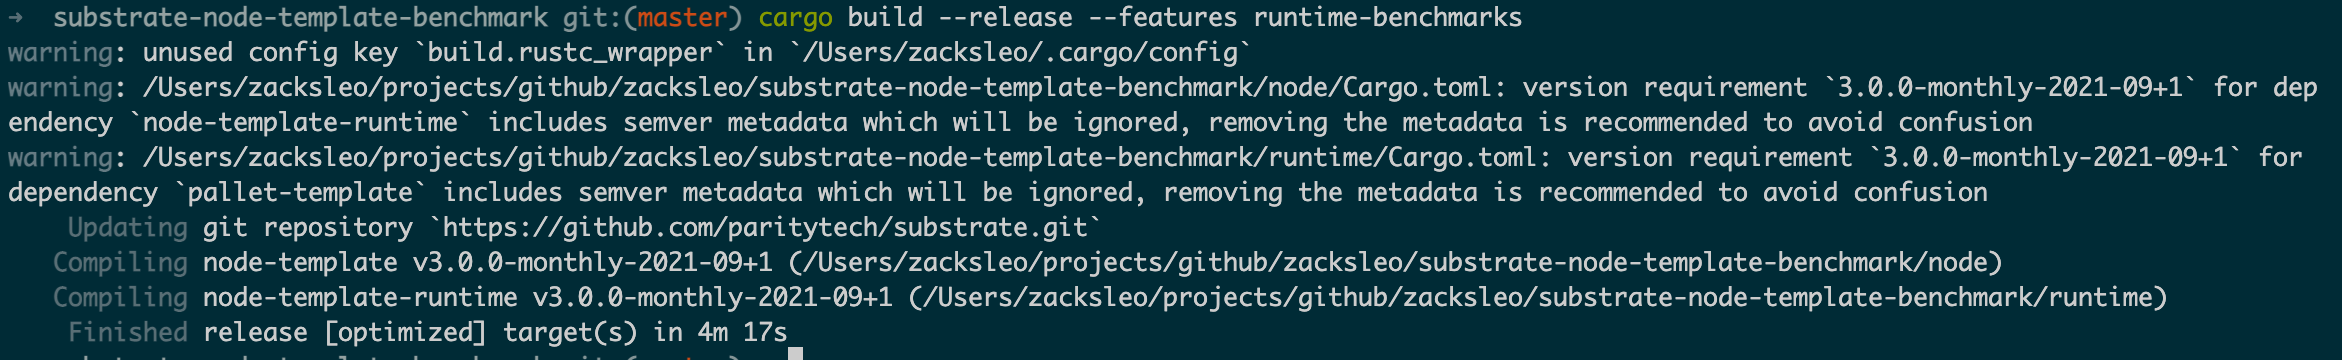 → substrate-node-template-benchmark git:(master) cargo build --release --features runtime-benchmarks
warning: unused config key `build.rustc_wrapper` in `/Users/zacksleo/.cargo/config`
warning: /Users/zacksleo/projects/github/zacksleo/substrate-node-template-benchmark/node/Cargo.toml: version requirement `3.0.0-monthly-2021-09+1` for dep
endency `node-template-runtime` includes semver metadata which will be ignored, removing the metadata is recommended to avoid confusion
warning: /Users/zacksleo/projects/github/zacksleo/substrate-node-template-benchmark/runtime/Cargo.toml: version requirement `3.0.0-monthly-2021-09+1` for
dependency `pallet-template` includes semver metadata which will be ignored, removing the metadata is recommended to avoid confusion
Updating git repository `https://github.com/paritytech/substrate.git`
Compiling node-template v3.0.0-monthly-2021-09+1 (/Users/zacksleo/projects/github/zacksleo/substrate-node-template-benchmark/node)
Compiling node-template-runtime v3.0.0-monthly-2021-09+1 (/Users/zacksleo/projects/github/zacksleo/substrate-node-template-benchmark/runtime)
Finished release [optimized] target(s) in 4m 17s